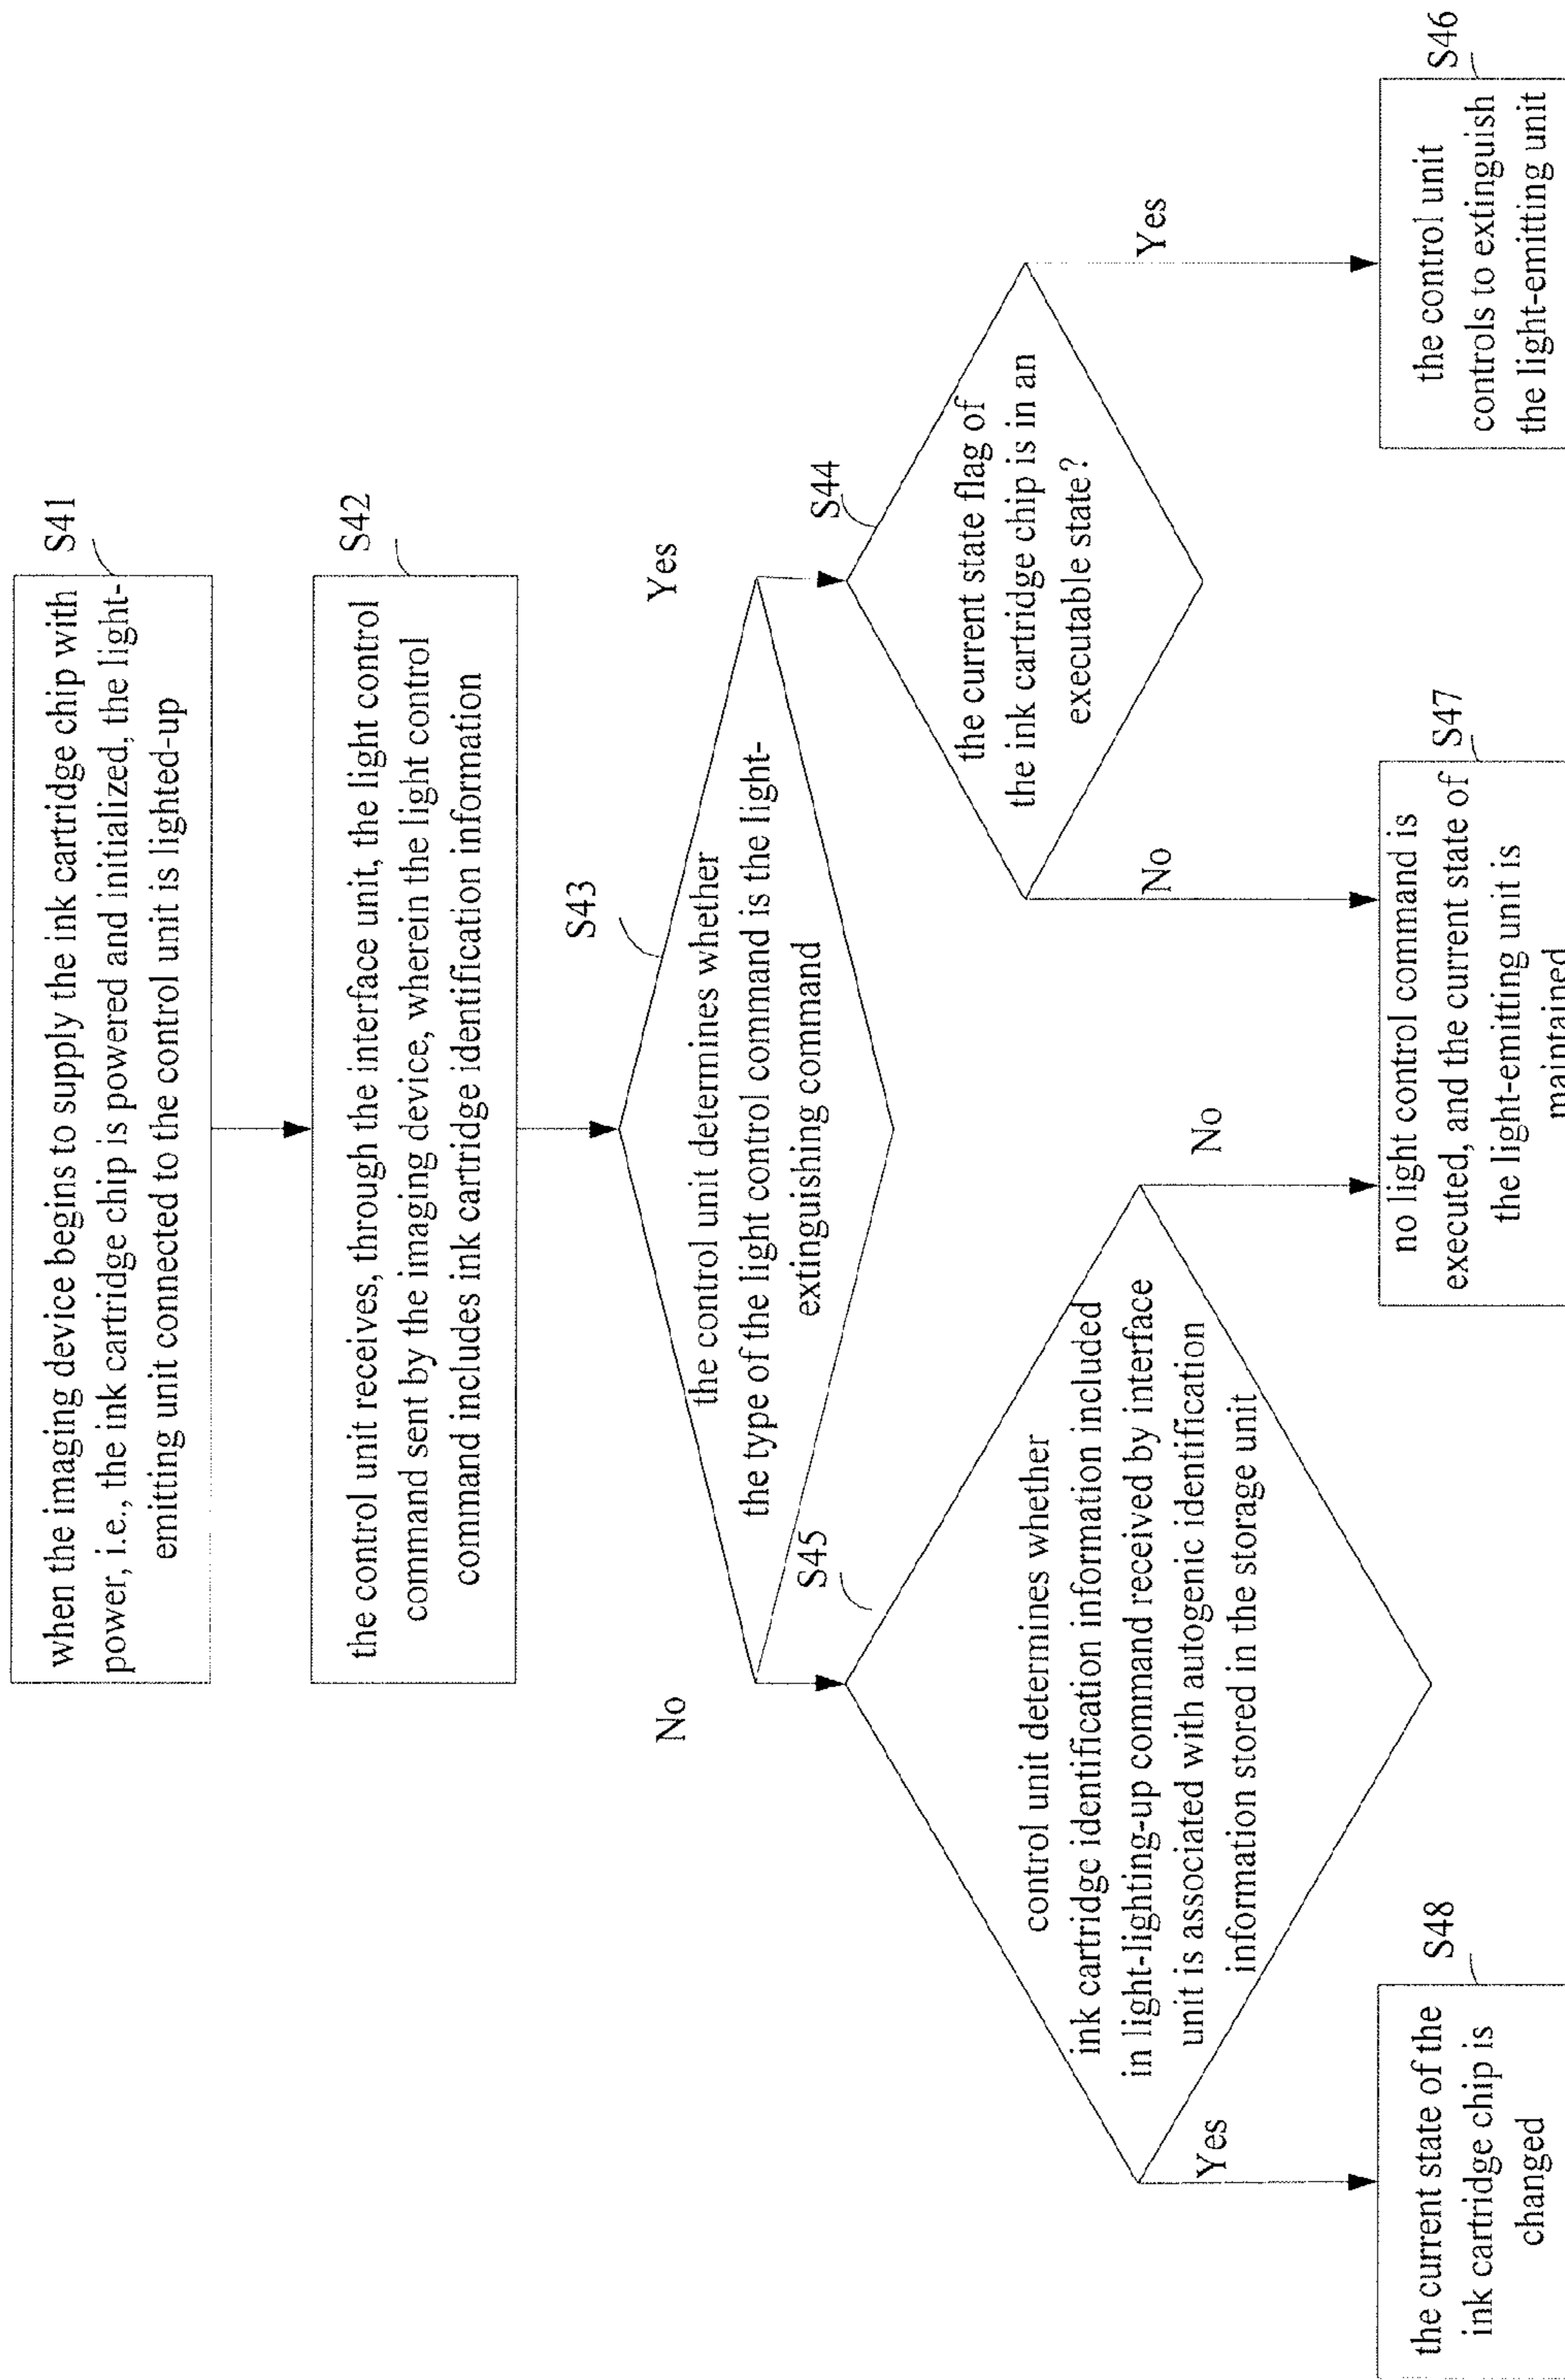 S41
when the imaging device begins to supply the ink cartridge chip with
power, i.e., the ink cartridge chip is powered and initialized, the light-
emitting unit connected to the control unit is lighted-up
S42
the control unit receives, through the interface unit, the light control
command sent by the imaging device, wherein the light control
command includes ink cartridge identification information
S43
the control unit determines whether
the type of the light control command is the light-
extinguishing command
No
Yes
S45
control unit determines whether
ink cartridge identification information included
in light-lighting-up command received by interface
unit is associated with autogenic identification
information stored in the storage unit
S44
the current state flag of
the ink cartridge chip is in an
executable state?
Yes
No
No
Yes
S48
the current state of the
ink cartridge chip is
changed
S47
no light control command is
executed, and the current state of
the light-emitting unit is
maintained
S46
the control unit
controls to extinguish
the light-emitting unit